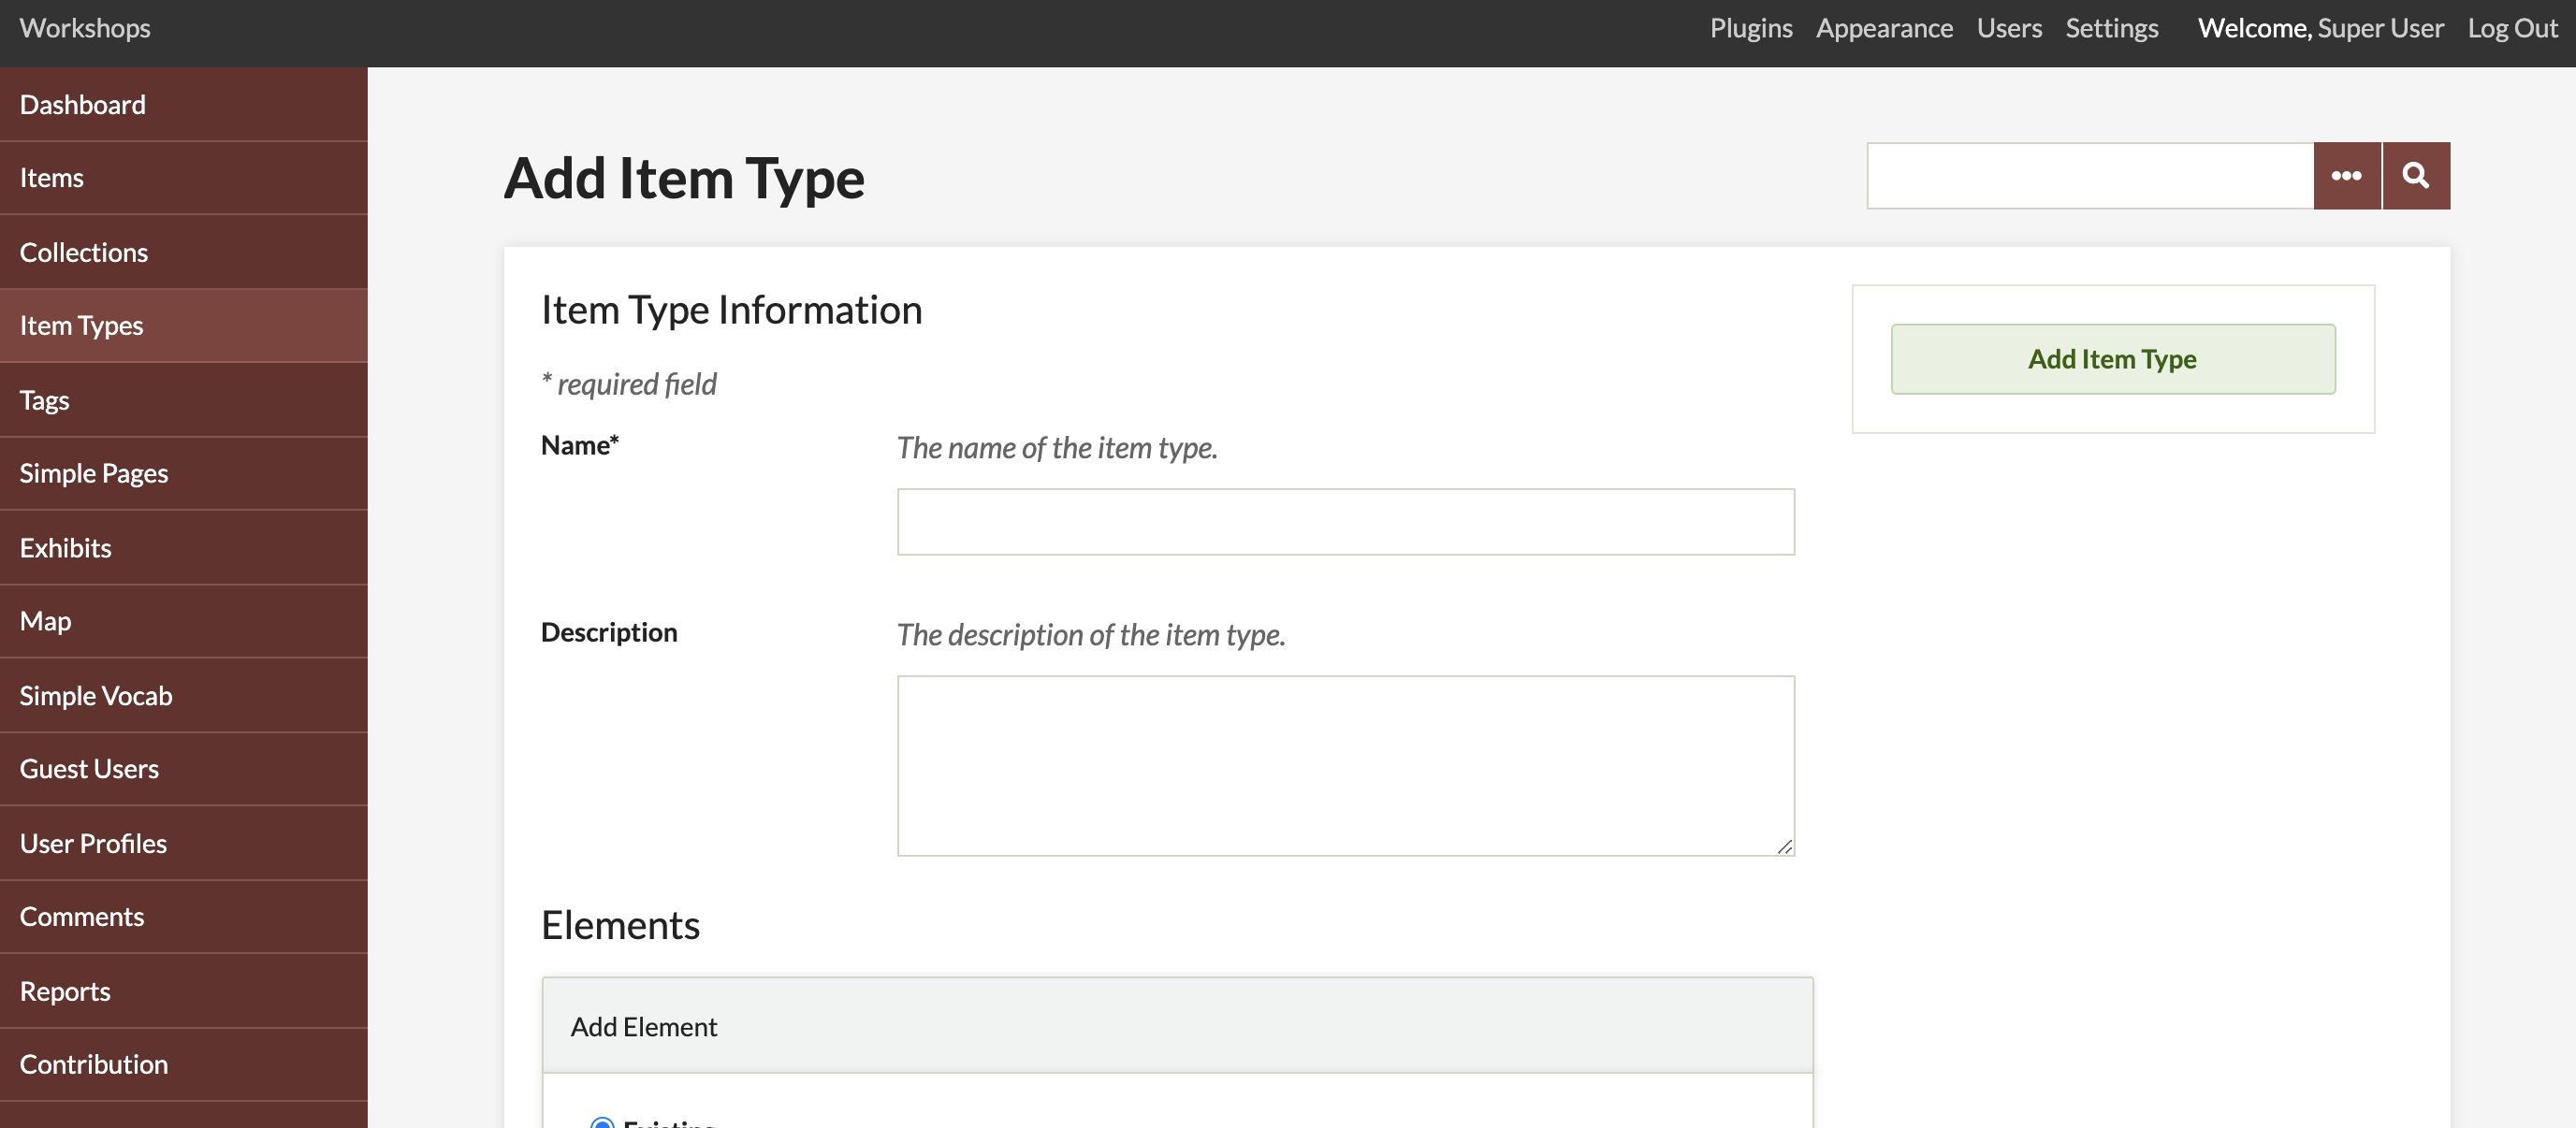 Workshops
Plugins Appearance Users Settings Welcome, Super User Log Out
Dashboard
Items
Collections
Item Types
Tags
Simple Pages
Exhibits
Map
Simple Vocab
Guest Users
User Profiles
Comments
Reports
Contribution
Add Item Type
Item Type Information
Add Item Type
* required field
Name*
The name of the item type.
Description
The description of the item type.
Elements
Add Element
Existing